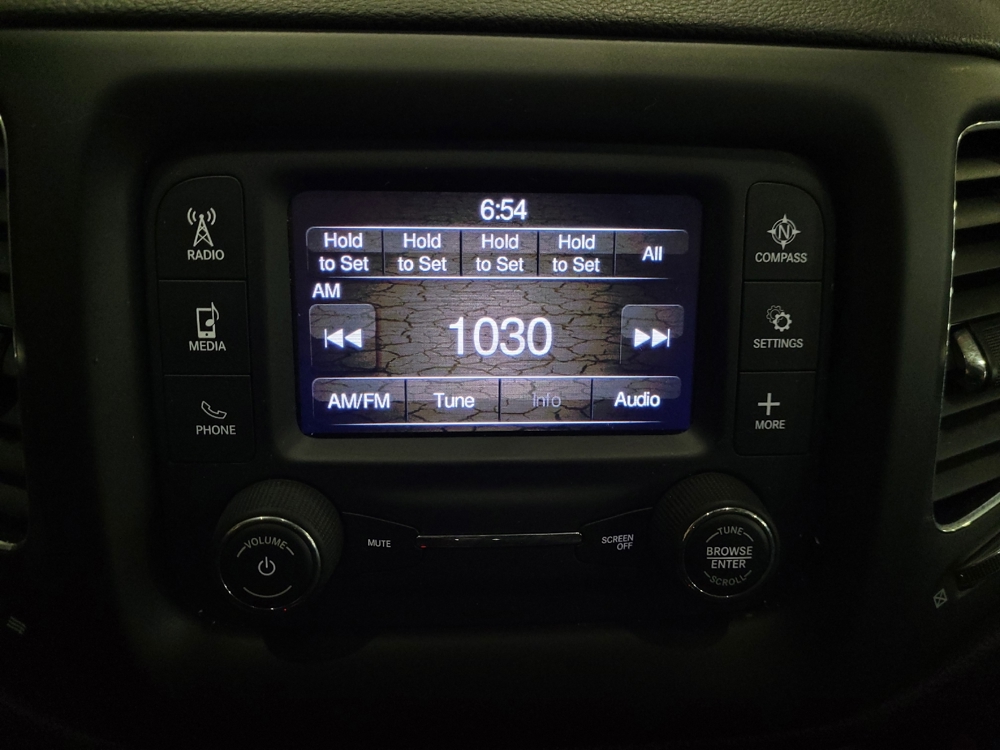 6:54
Hold to Set
Hold to Set
Hold to Set
Hold to Set
All
AM
1030
AM/FM
Tune
Info
Audio
RADIO
MEDIA
PHONE
N
COMPASS
SETTINGS
MORE
VOLUME
MUTE
SCREEN
OFF
TUNE
BROWSE
ENTER
SCROLL